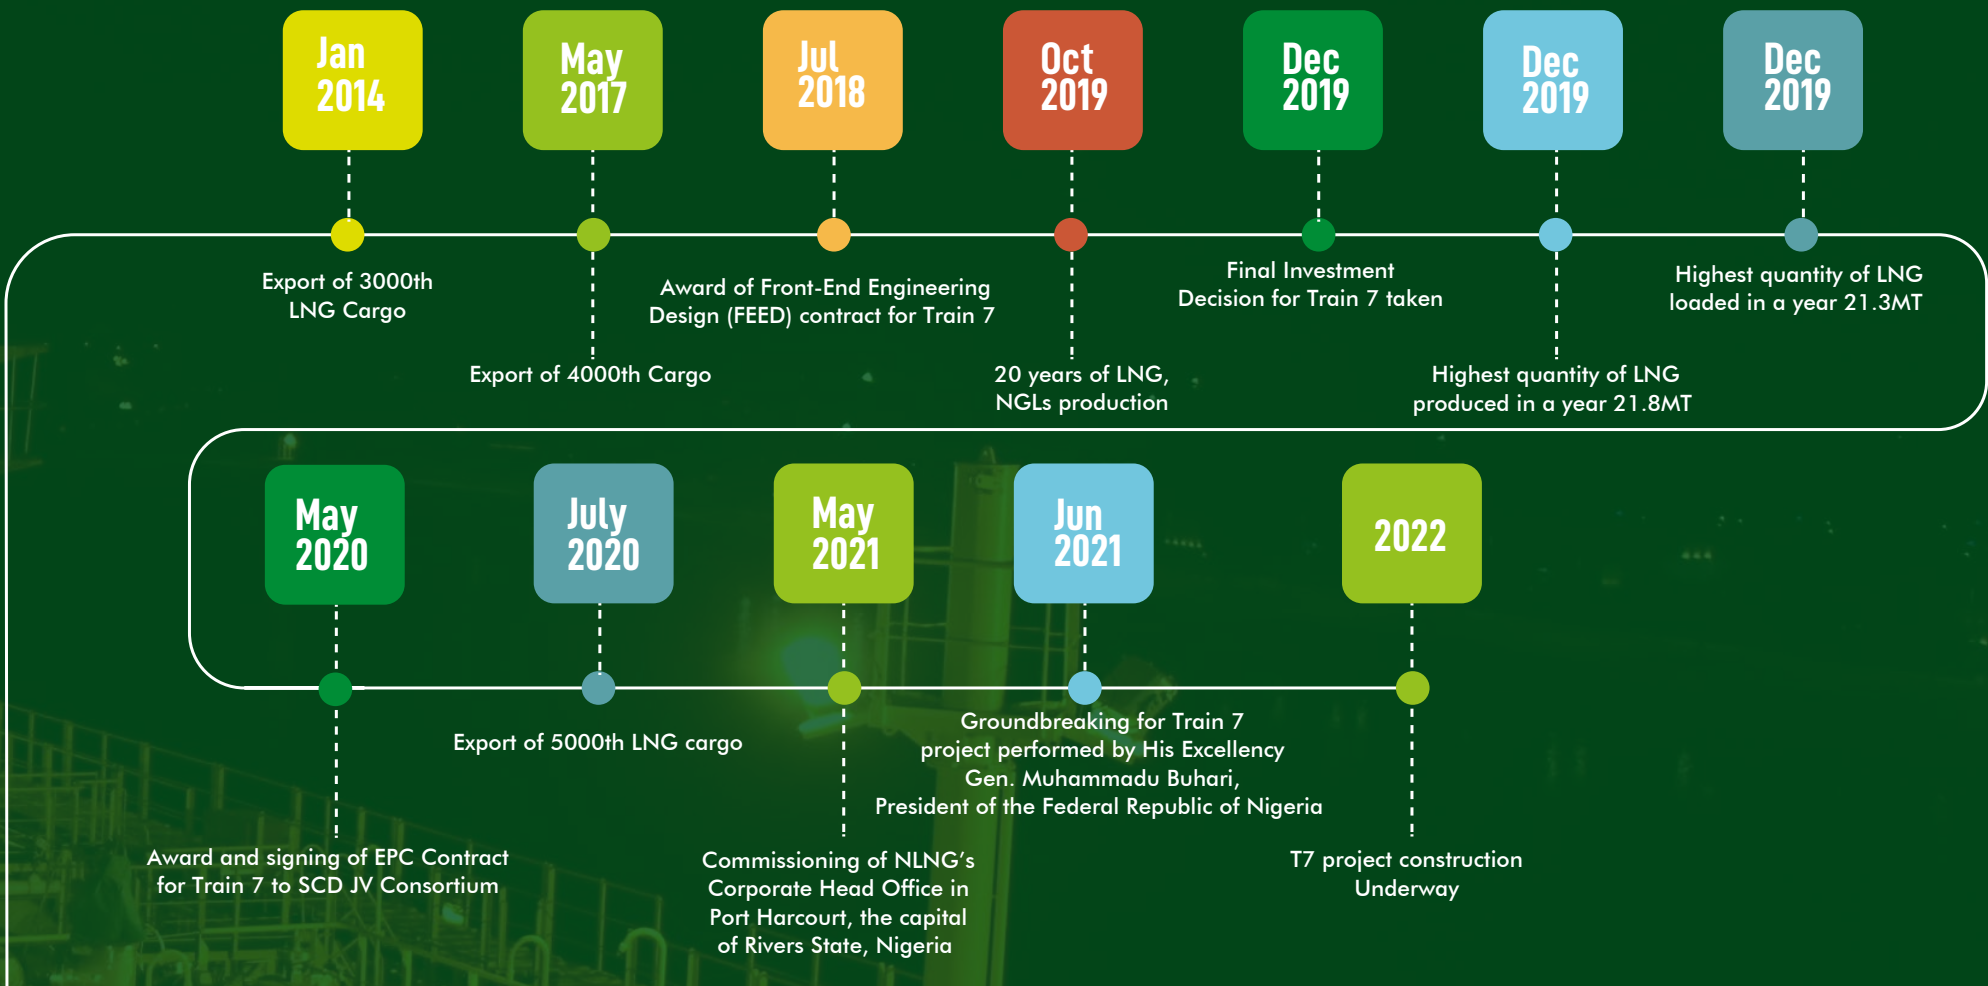 Jan
2014
May
2017
Jul
2018
Oct
2019
Dec
2019
Dec
2019
Dec
2019
Export of 3000th
LNG Cargo
Export of 4000th Cargo
Award of Front-End Engineering
Design (FEED) contract for Train 7
20 years of LNG,
NGLs production
Final Investment
Decision for Train 7 taken
Highest quantity of LNG
produced in a year 21.8MT
Highest quantity of LNG
loaded in a year 21.3MT
May
2020
July
2020
May
2021
Jun
2021
2022
Award and signing of EPC Contract
for Train 7 to SCD JV Consortium
Export of 5000th LNG cargo
Commissioning of NLNG’s
Corporate Head Office in
Port Harcourt, the capital
of Rivers State, Nigeria
Groundbreaking for Train 7
project performed by His Excellency
Gen. Muhammadu Buhari,
President of the Federal Republic of Nigeria
T7 project construction
Underway